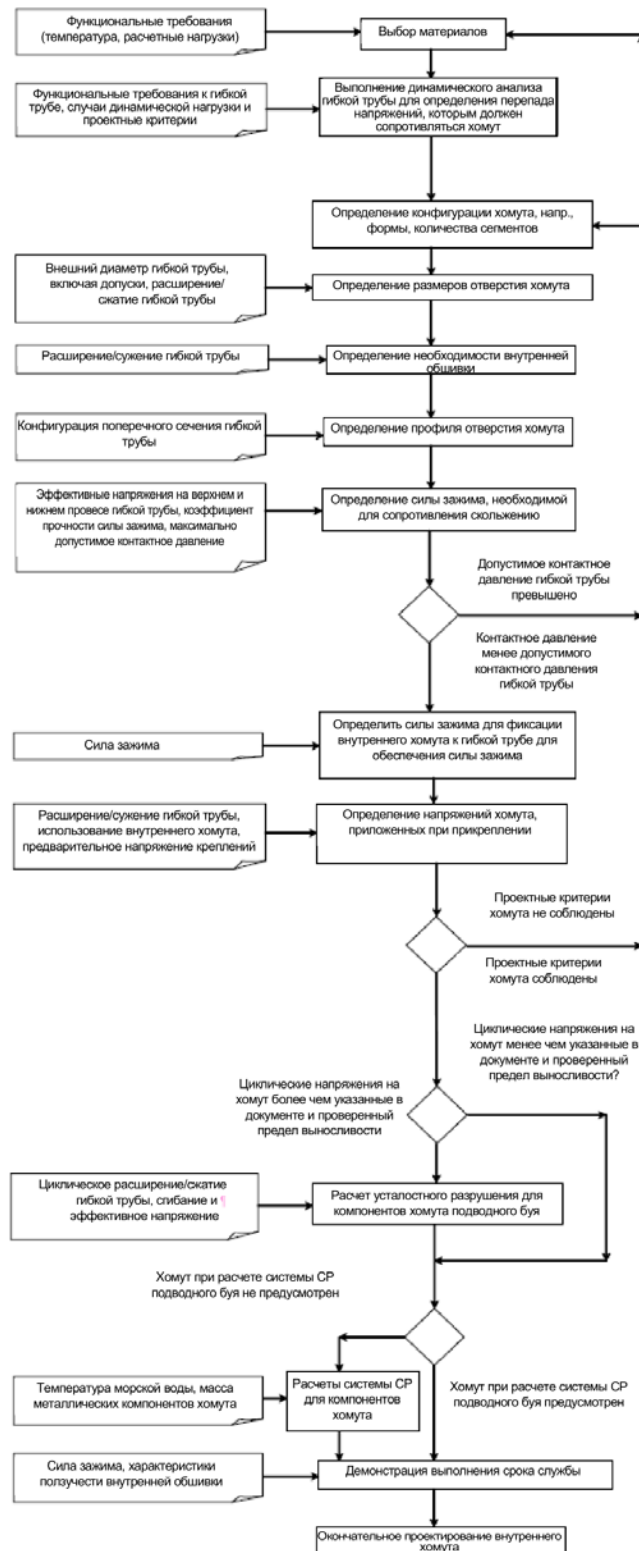 Функциональные требования
(температура, расчетные нагрузки)
Выбор материалов
Функциональные требования к гибкой
трубе, случаи динамической нагрузки и
проектные критерии
Выполнение динамического анализа
гибкой трубы для определения перепада
напряжений, которым должен
сопротивляться хомут
Определение конфигурации хомута, напр.,
формы, количества сегментов
Внешний диаметр гибкой трубы,
включая допуски, расширение/
сжатие гибкой трубы
Определение размеров отверстия хомута
Расширение/сужение гибкой трубы
Определение необходимости внутренней
обшивки
Конфигурация поперечного сечения гибкой
трубы
Определение профиля отверстия хомута
Эффективные напряжения на верхнем и
нижнем провесе гибкой трубы, коэффициент
прочности силы зажима, максимально
допустимое контактное давление
Определение силы зажима, необходимой
для сопротивления скольжению
Допустимое контактное
давление гибкой трубы
превышено
Контактное давление
менее допустимого
контактного давления
гибкой трубы
Сила зажима
Определить силы зажима для фиксации
внутреннего хомута к гибкой трубе для
обеспечения силы зажима
Расширение/сужение гибкой трубы,
использование внутреннего хомута,
предварительное напряжение креплений
Определение напряжений хомута,
приложенных при прикреплении
Проектные критерии
хомута не соблюдены
Проектные критерии
хомута соблюдены
Циклические напряжения на
хомут менее чем указанные в
документе и проверенный
предел выносливости?
Циклические напряжения на
хомут более чем указанные в
документе и проверенный
предел выносливости
Циклическое расширение/сжатие
гибкой трубы, сгибание и ¶
эффективное напряжение
Расчет усталостного разрушения для
компонентов хомута подводного буя
Хомут при расчете системы СР
подводного буя не предусмотрен
Температура морской воды, масса
металлических компонентов хомута
Расчеты системы СР
для компонентов
хомута
Хомут при расчете системы СР
подводного буя предусмотрен
Сила зажима, характеристики
ползучести внутренней обшивки
Демонстрация выполнения срока службы
Окончательное проектирование внутреннего
хомута